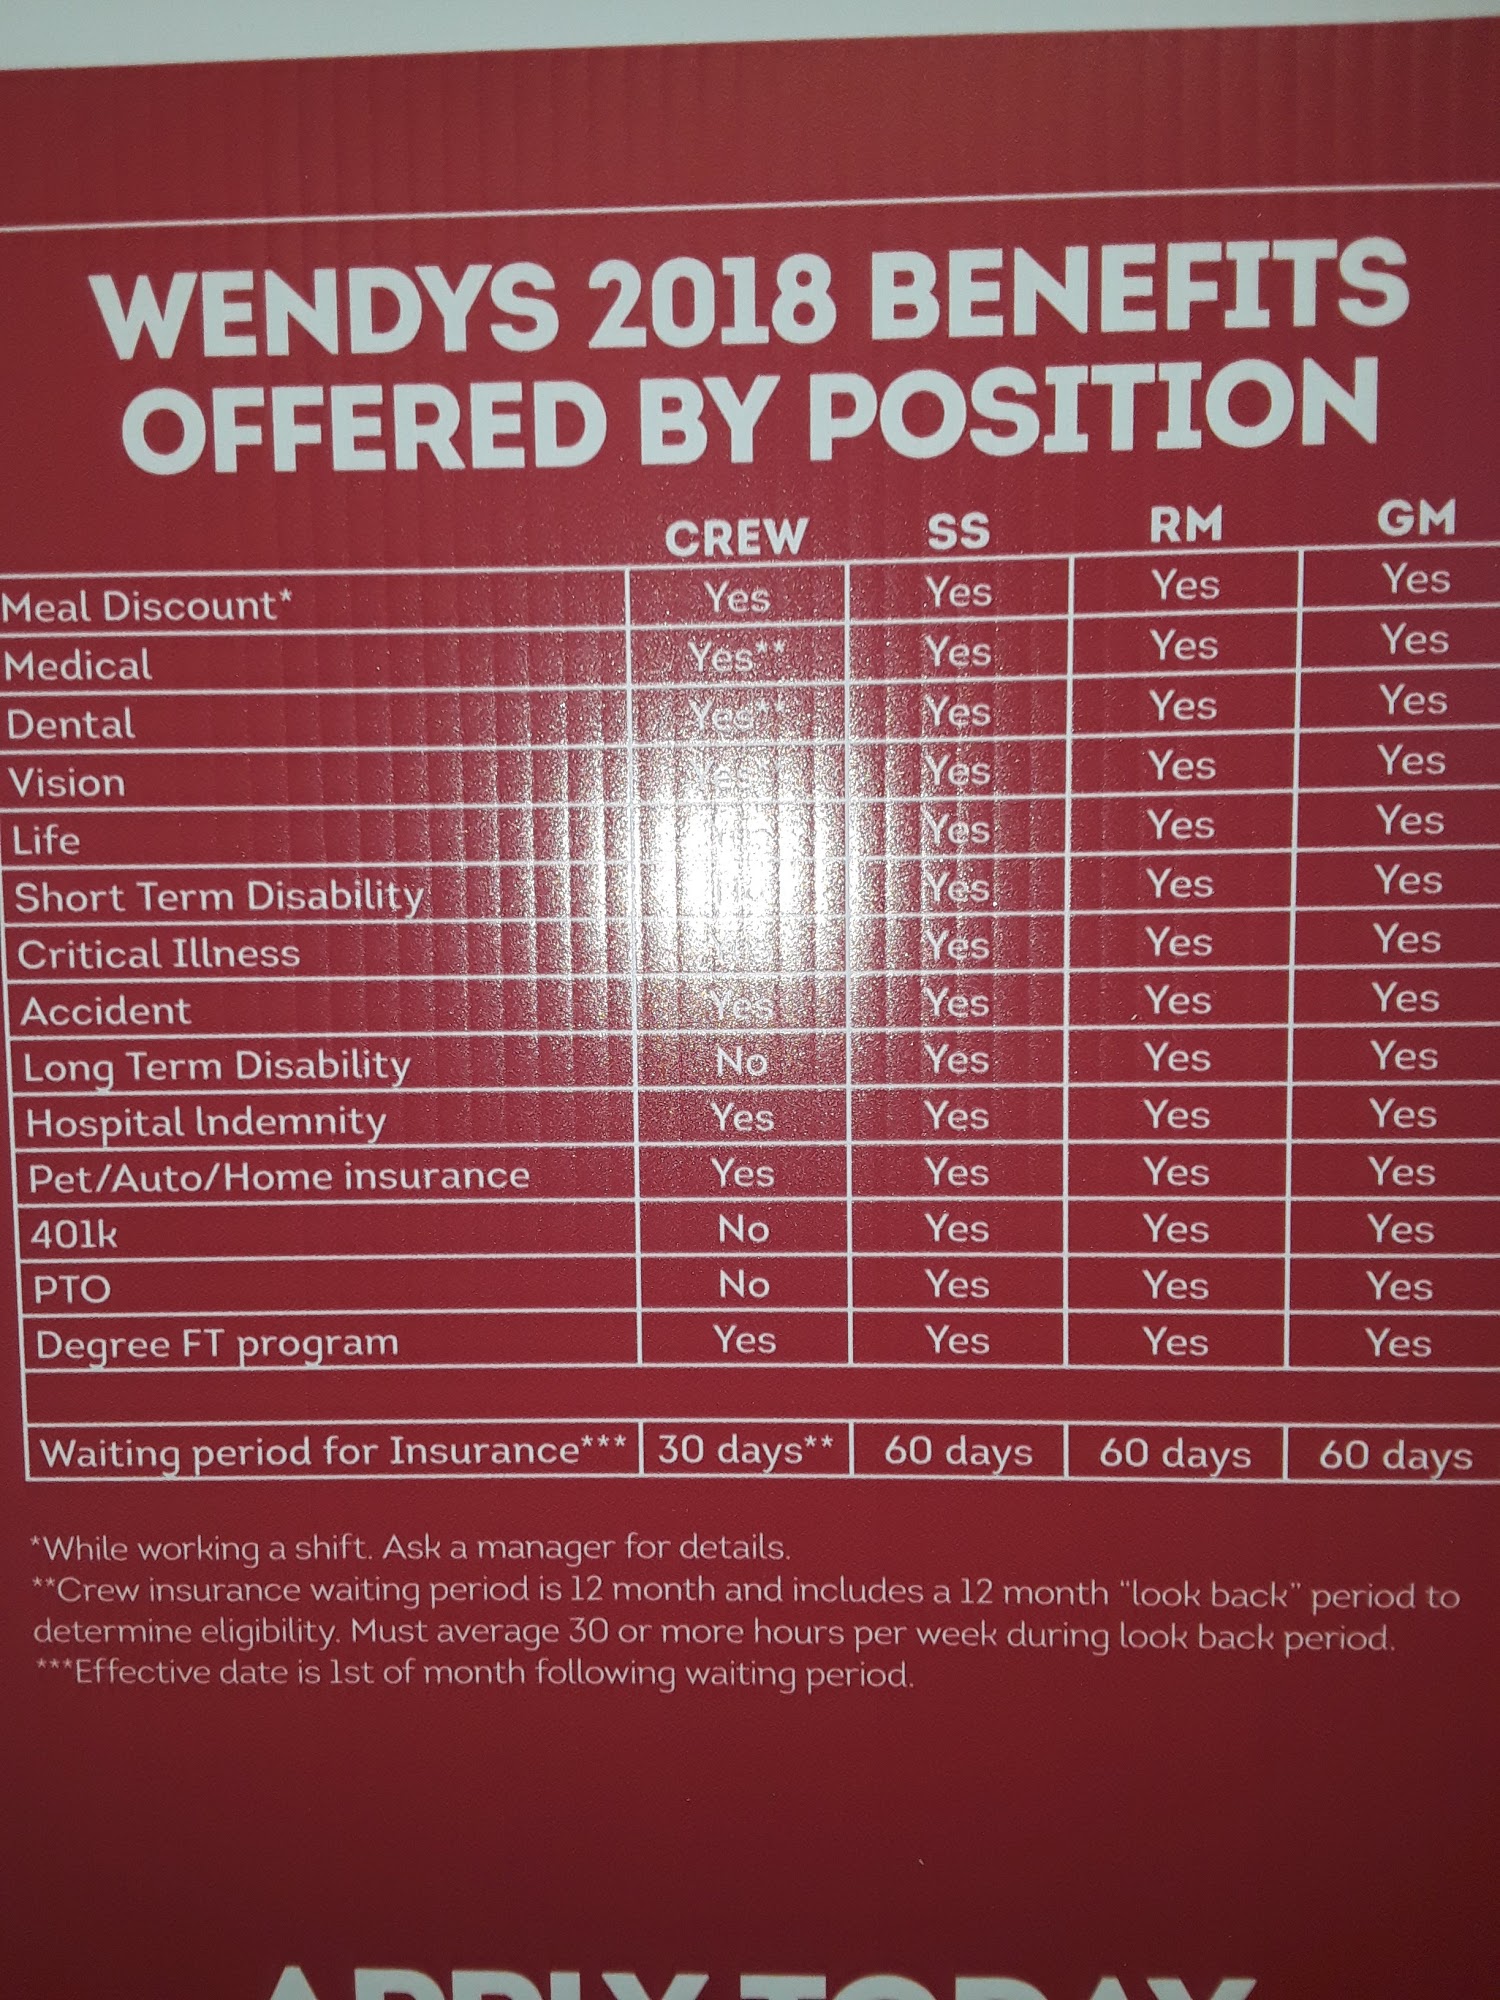 WENDYS 2018 BENEFITS
OFFERED BY POSITION
CREW SS RM GM
Meal Discount* Yes Yes Yes Yes
Medical Yes** Yes Yes Yes
Dental Yes** Yes Yes Yes
Vision Yes Yes Yes Yes
Life Yes Yes Yes
Short Term Disability Yes Yes Yes
Critical Illness Yes Yes Yes
Accident Yes Yes Yes Yes
Long Term Disability No Yes Yes Yes
Hospital Indemnity Yes Yes Yes Yes
Pet/Auto/Home insurance Yes Yes Yes Yes
401k No Yes Yes Yes
PTO No Yes Yes Yes
Degree FT program Yes Yes Yes Yes
Waiting period for Insurance*** 30 days** 60 days 60 days 60 days
*While working a shift. Ask a manager for details.
**Crew insurance waiting period is 12 month and includes a 12 month “look back” period to
determine eligibility. Must average 30 or more hours per week during look back period.
***Effective date is 1st of month following waiting period.
APPLY TODAY